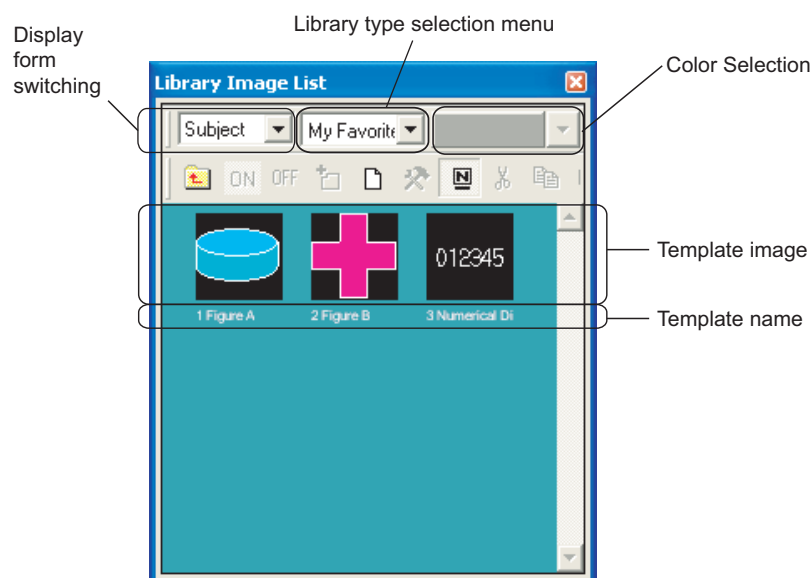 Library type selection menu
Display
form
switching
Color Selection
Library Image List
Subject
My Favorite
ON OFF
N
012345
Template image
1 Figure A 2 Figure B 3 Numerical Di
Template name